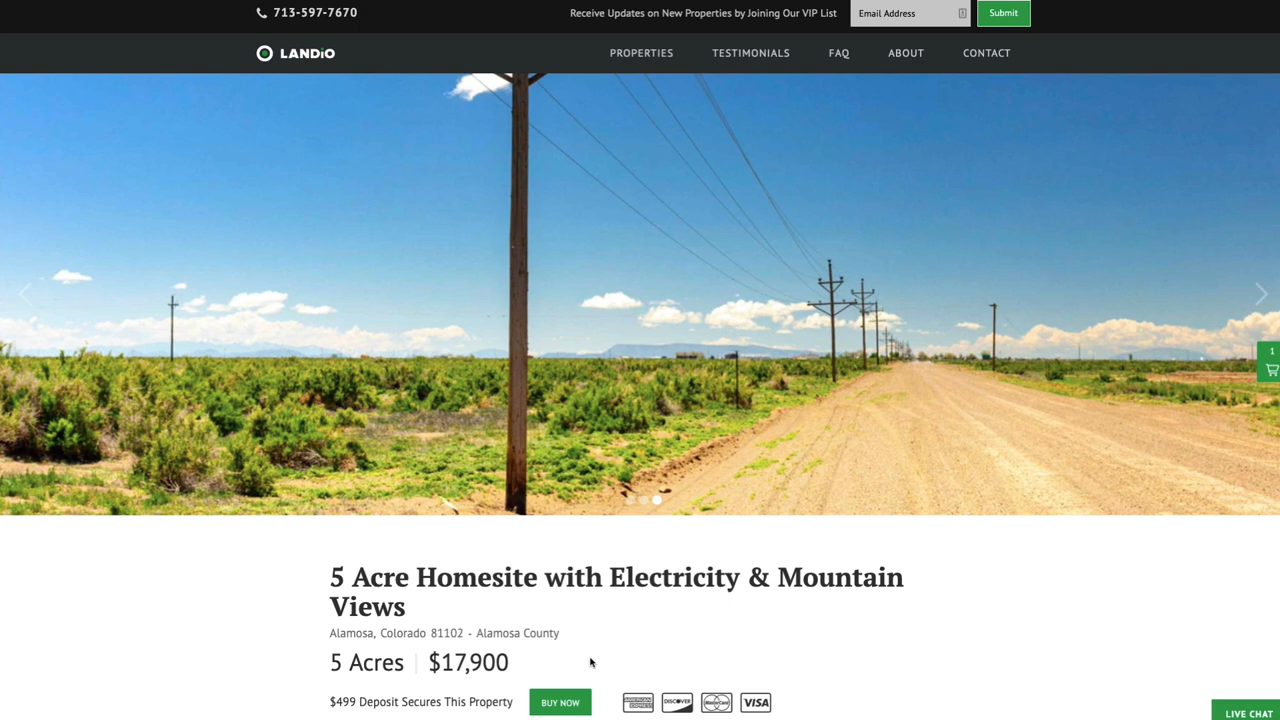 713-597-7670
Receive Updates on New Properties by Joining Our VIP List
Email Address
Submit
LANDiO
PROPERTIES
TESTIMONIALS
FAQ
ABOUT
CONTACT
1
5 Acre Homesite with Electricity & Mountain
Views
Alamosa, Colorado 81102 - Alamosa County
5 Acres | $17,900
$499 Deposit Secures This Property
BUY NOW
AMERICAN EXPRESS
DISCOVER
MasterCard
VISA
LIVE CHAT